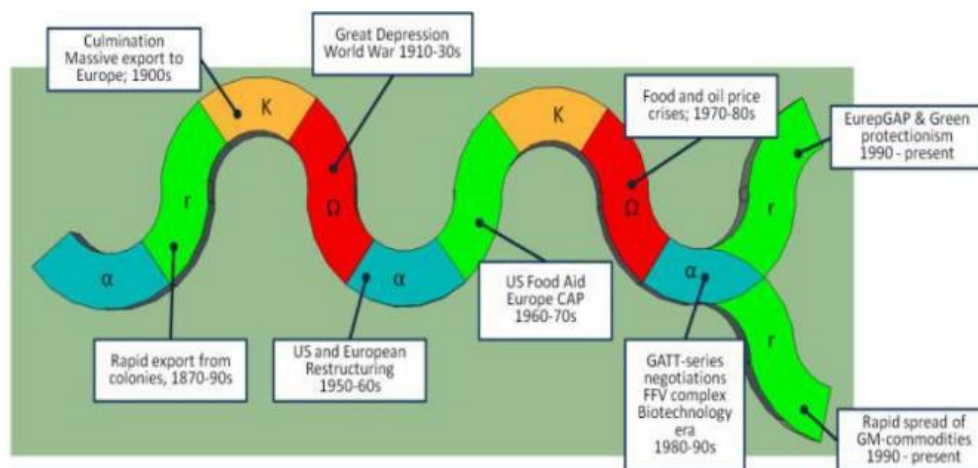 Culmination
Massive export to
Europe; 1900s
Great Depression
World War 1910-30s
Food and oil price
crises; 1970-80s
EurepGAP & Green
protectionism
1990 - present
K
K
r
Ω
Ω
r
α
α
α
r
US Food Aid
Europe CAP
1960-70s
Rapid export from
colonies, 1870-90s
US and European
Restructuring
1950-60s
GATT-series
negotiations
FFV complex
Biotechnology
era
1980-90s
Rapid spread of
GM-commodities
1990 - present